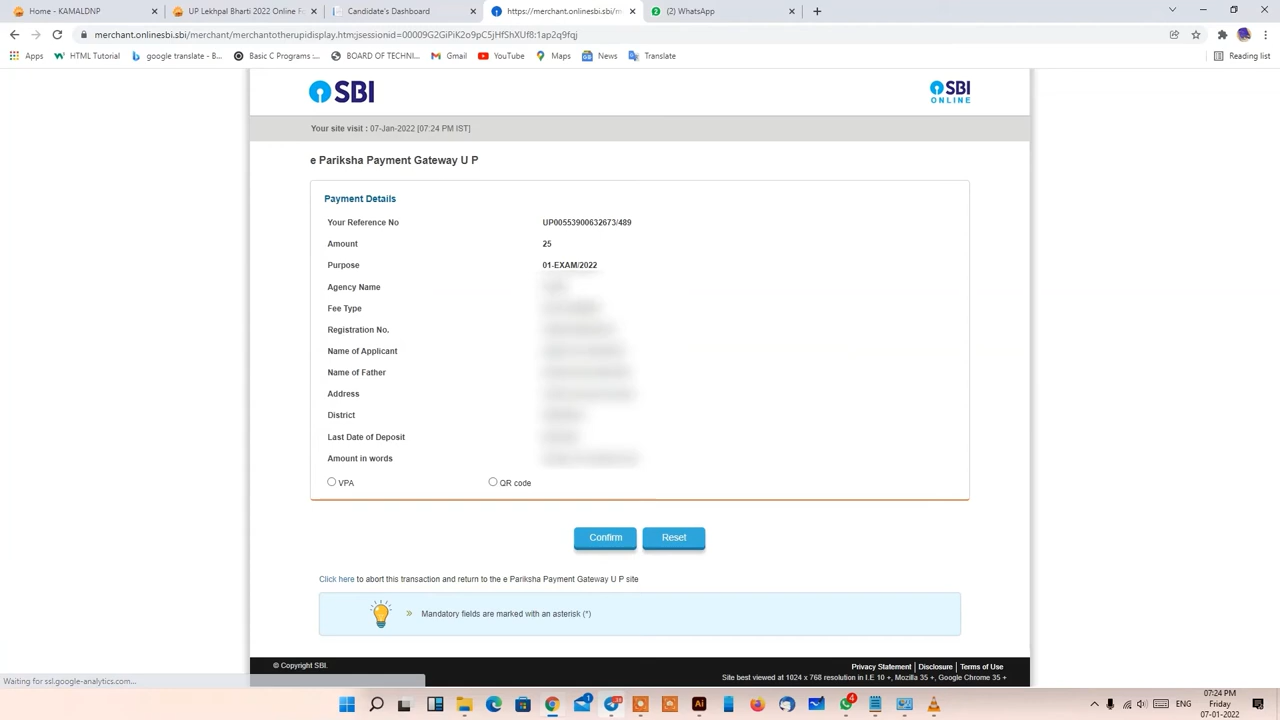 Home - KAMALDNP
UP Lekhpal Bharti 2022 Online Fo
Candidate's Dashboard
https://merchant.onlinesbi.sbi/m
(2) WhatsApp
merchant.onlinesbi.sbi/merchant/merchantotherupidisplay.htm;jsessionid=00009G2GiPiK2o9pC5jHfShXUf8:1ap2q9fqj
Apps HTML Tutorial google translate - B... Basic C Programs :... BOARD OF TECHNI... Gmail YouTube Maps News Translate Reading list
SBI
SBI
ONLINE
Your site visit : 07-Jan-2022 [07:24 PM IST]
e Pariksha Payment Gateway U P
Payment Details
Your Reference No UP00553900632673/489
Amount 25
Purpose 01-EXAM/2022
Agency Name
Fee Type
Registration No.
Name of Applicant
Name of Father
Address
District
Last Date of Deposit
Amount in words
VPA QR code
Confirm Reset
Click here to abort this transaction and return to the e Pariksha Payment Gateway U P site
» Mandatory fields are marked with an asterisk (*)
© Copyright SBI.
Privacy Statement | Disclosure | Terms of Use
Site best viewed at 1024 x 768 resolution in I.E 10 +, Mozilla 35 +, Google Chrome 35 +
Waiting for ssl.google-analytics.com...
Ai
4
ENG
07:24 PM
Friday
07-01-2022